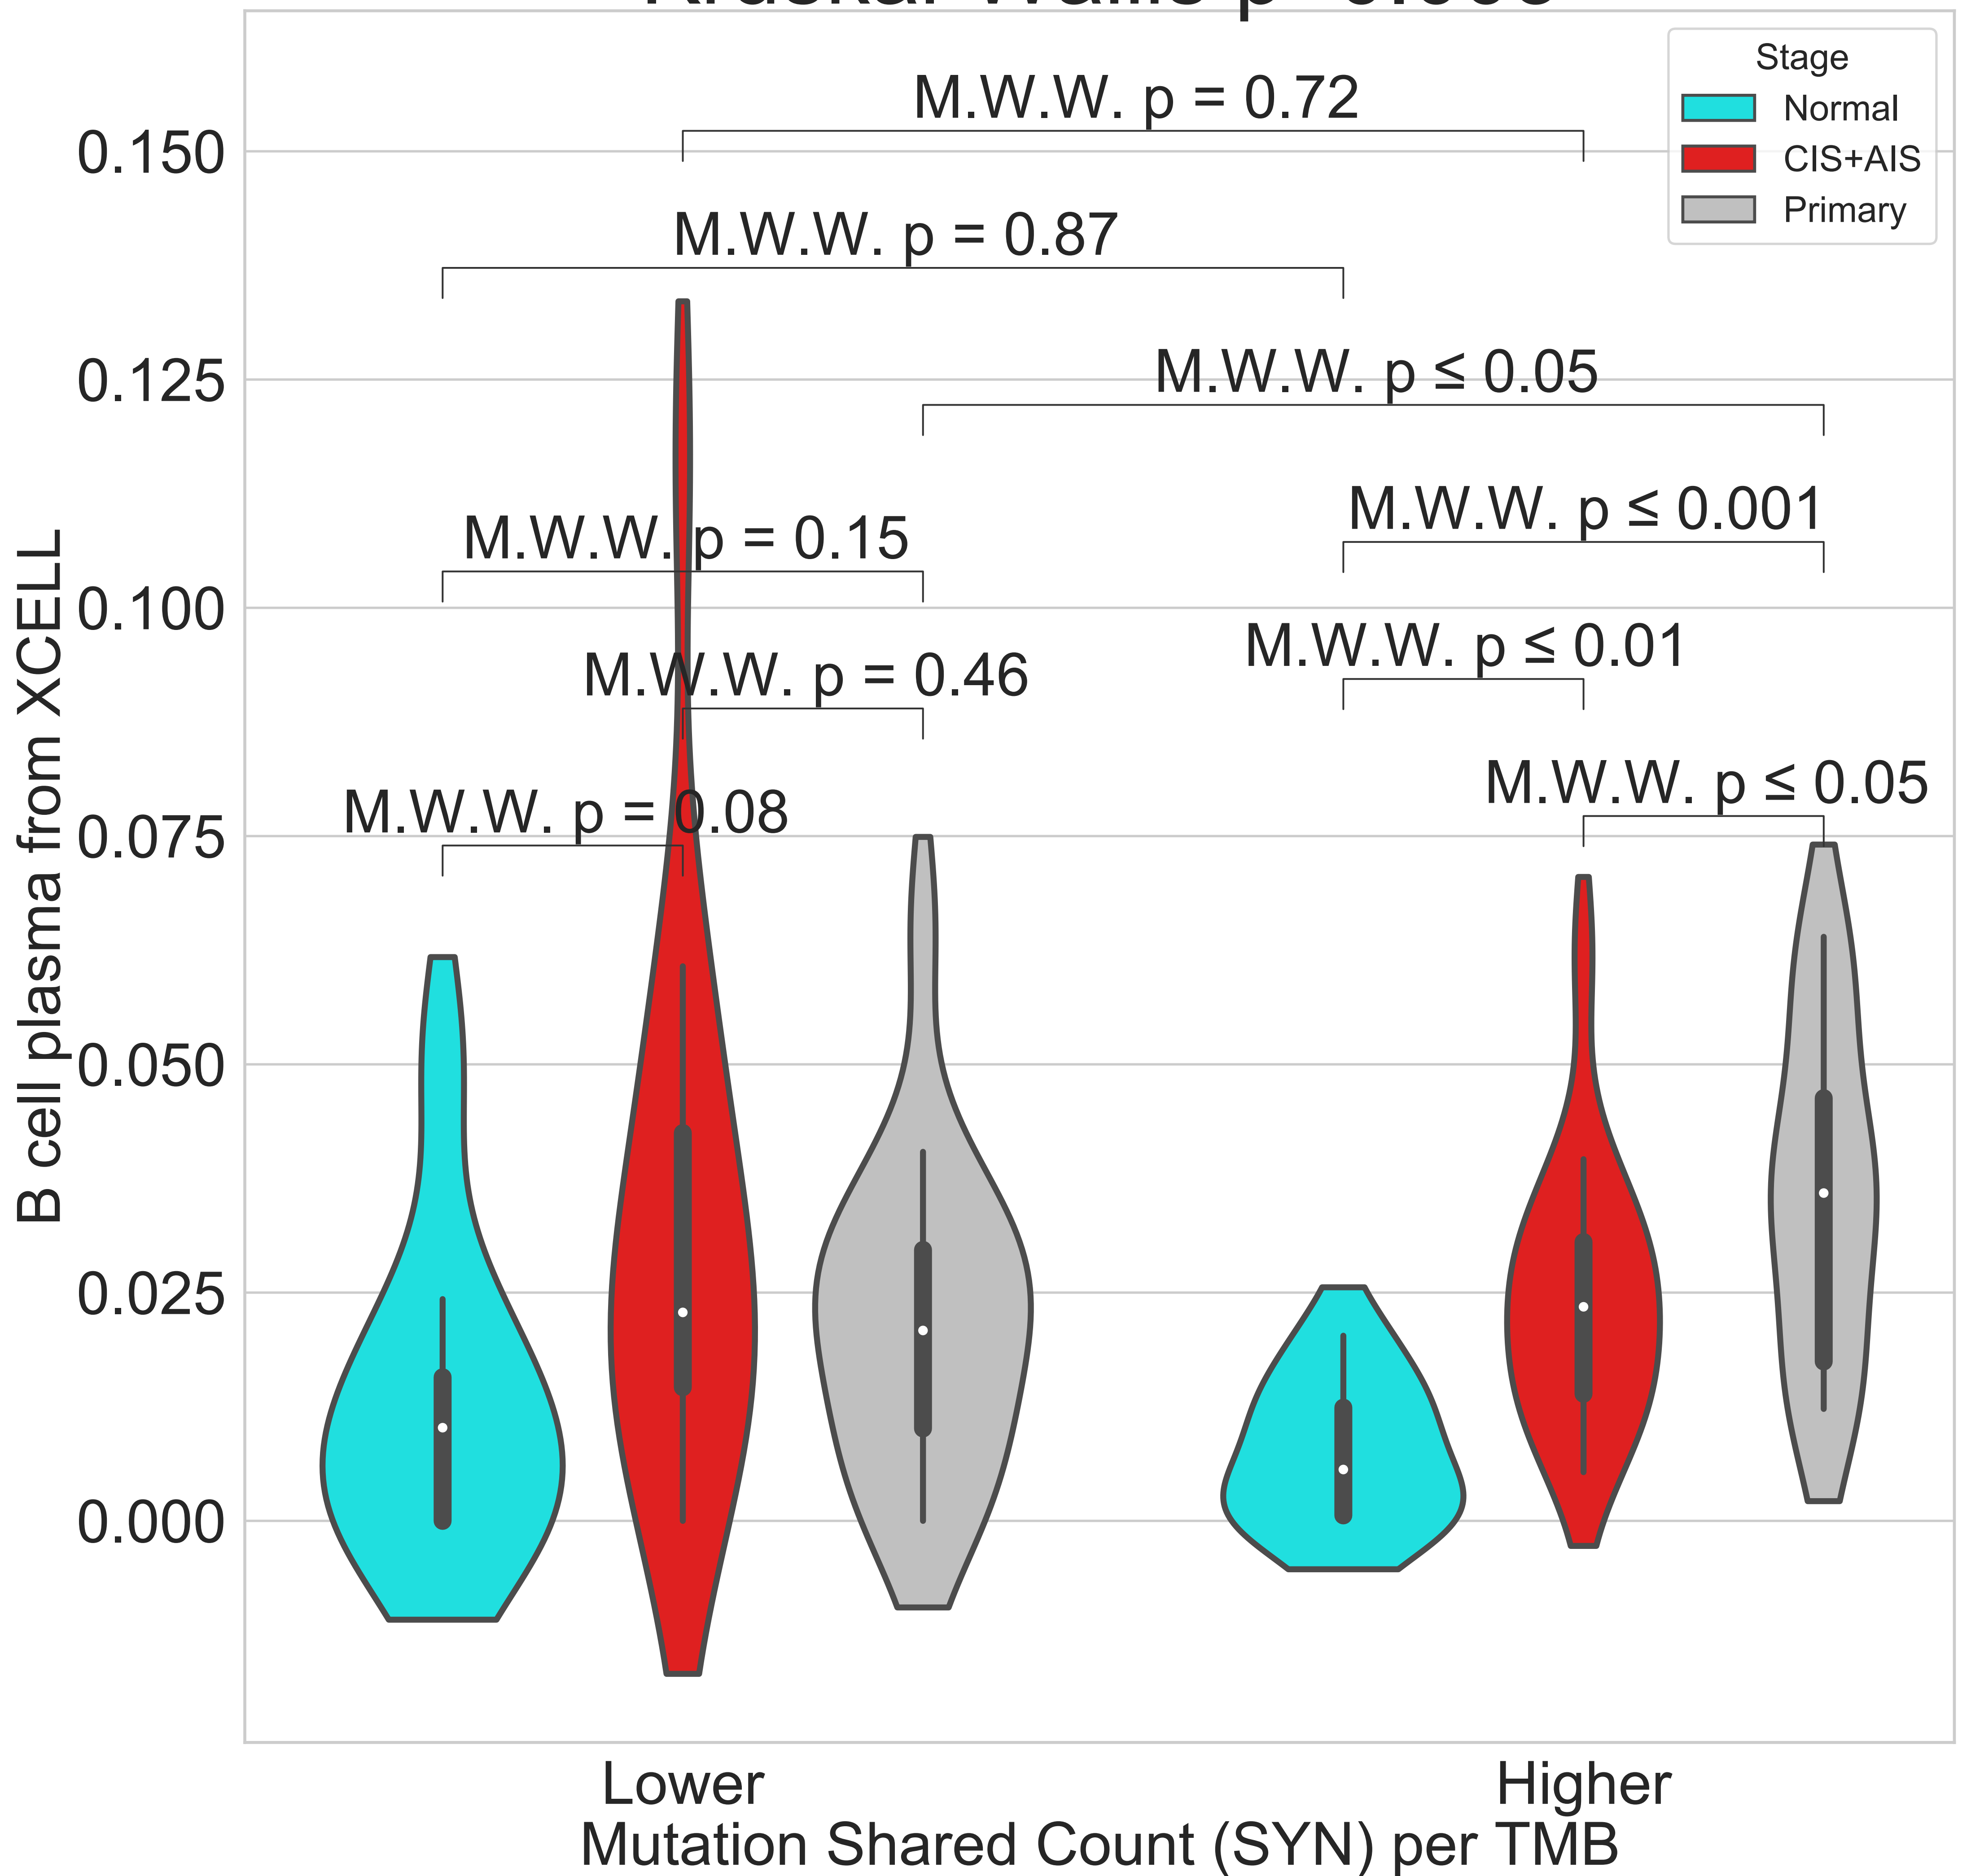 Stage
Normal
CIS+AIS
Primary
M.W.W. p = 0.72
0.150
M.W.W. p = 0.87
M.W.W. p ≤ 0.05
0.125
M.W.W. p ≤ 0.001
M.W.W. p = 0.15
0.100
M.W.W. p ≤ 0.01
M.W.W. p = 0.46
M.W.W. p ≤ 0.05
M.W.W. p = 0.08
0.075
B cell plasma from XCELL
0.050
0.025
0.000
Lower
Higher
Mutation Shared Count (SYN) per TMB